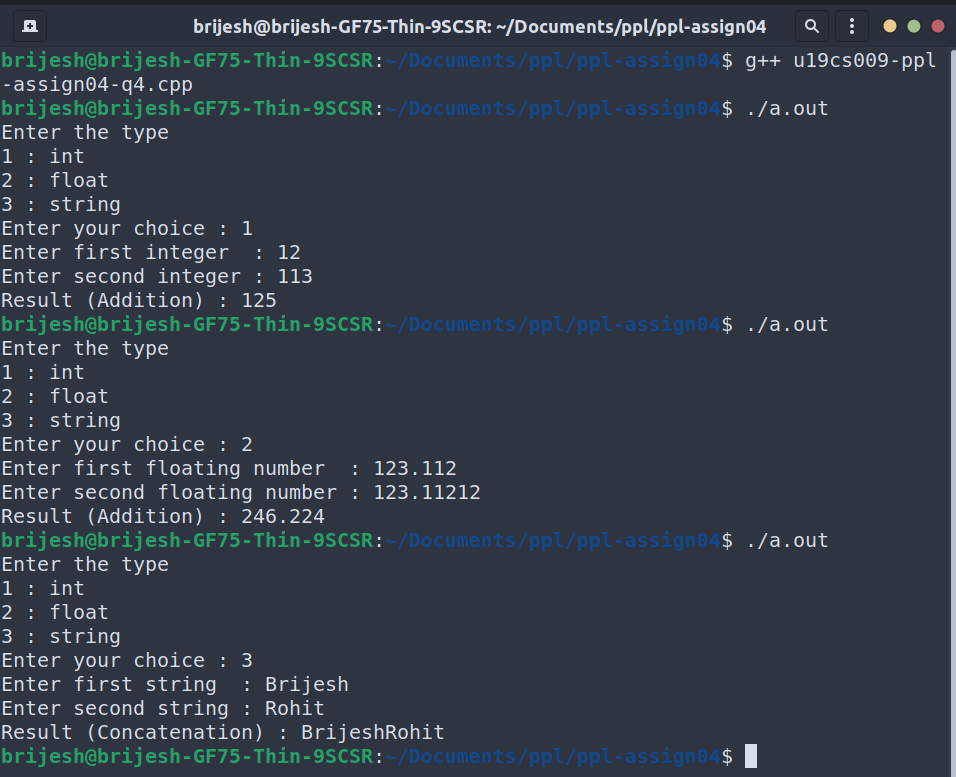 brijesh@brijesh-GF75-Thin-9SCSR: ~/Documents/ppl/ppl-assign04
brijesh@brijesh-GF75-Thin-9SCSR:~/Documents/ppl/ppl-assign04$ g++ u19cs009-ppl
-assign04-q4.cpp
brijesh@brijesh-GF75-Thin-9SCSR:~/Documents/ppl/ppl-assign04$ ./a.out
Enter the type
1 : int
2 : float
3 : string
Enter your choice : 1
Enter first integer  : 12
Enter second integer : 113
Result (Addition) : 125
brijesh@brijesh-GF75-Thin-9SCSR:~/Documents/ppl/ppl-assign04$ ./a.out
Enter the type
1 : int
2 : float
3 : string
Enter your choice : 2
Enter first floating number  : 123.112
Enter second floating number : 123.11212
Result (Addition) : 246.224
brijesh@brijesh-GF75-Thin-9SCSR:~/Documents/ppl/ppl-assign04$ ./a.out
Enter the type
1 : int
2 : float
3 : string
Enter your choice : 3
Enter first string  : Brijesh
Enter second string : Rohit
Result (Concatenation) : BrijeshRohit
brijesh@brijesh-GF75-Thin-9SCSR:~/Documents/ppl/ppl-assign04$